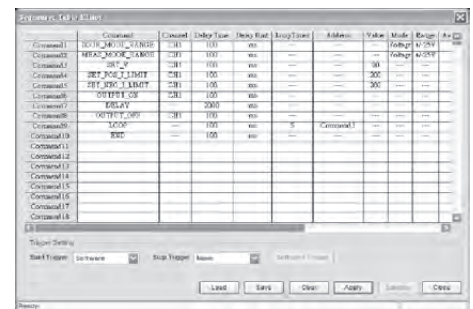 Sequence Table Editor
Command Channel Delay Time Delay Unit Loop Times Address Value Mode Range
Command1 SOUR_MODE_RANGE CH1 100 ms --- --- --- Voltage +/-25V
Command2 MEAS_MODE_RANGE CH1 100 ms --- --- --- Voltage +/-25V
Command3 SET_V CH1 100 ms --- --- 20 --- ---
Command4 SET_POS_I_LIMIT CH1 100 ms --- --- 200 --- ---
Command5 SET_NEG_I_LIMIT CH1 100 ms --- --- 200 --- ---
Command6 OUTPUT_ON CH1 100 ms --- --- --- --- ---
Command7 DELAY --- 2000 ms --- --- --- --- ---
Command8 OUTPUT_OFF CH1 100 ms --- --- --- --- ---
Command9 LOOP --- 100 ms 5 Command3 --- --- ---
Command10 END --- 100 ms --- --- --- --- ---
Command11
Command12
Command13
Command14
Command15
Command16
Command17
Command18
Trigger Setting
Start Trigger Software Stop Trigger None Software Trigger
Load Save Clear Apply Close
Ready